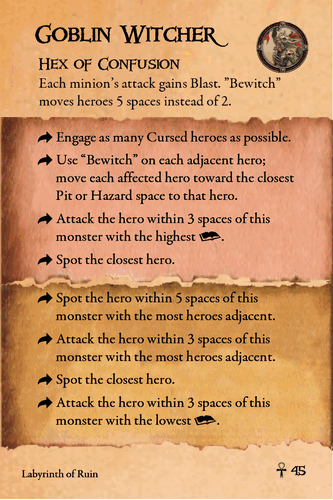 Goblin Witcher
Hex of Confusion
Each minion's attack gains Blast. "Bewitch"
moves heroes 5 spaces instead of 2.
Engage as many Cursed heroes as possible.
Use "Bewitch" on each adjacent hero;
move each affected hero toward the closest
Pit or Hazard space to that hero.
Attack the hero within 3 spaces of this
monster with the highest .
Spot the closest hero.
Spot the hero within 5 spaces of this
monster with the most heroes adjacent.
Attack the hero within 3 spaces of this
monster with the most heroes adjacent.
Spot the closest hero.
Attack the hero within 3 spaces of this
monster with the lowest .
Labyrinth of Ruin
45